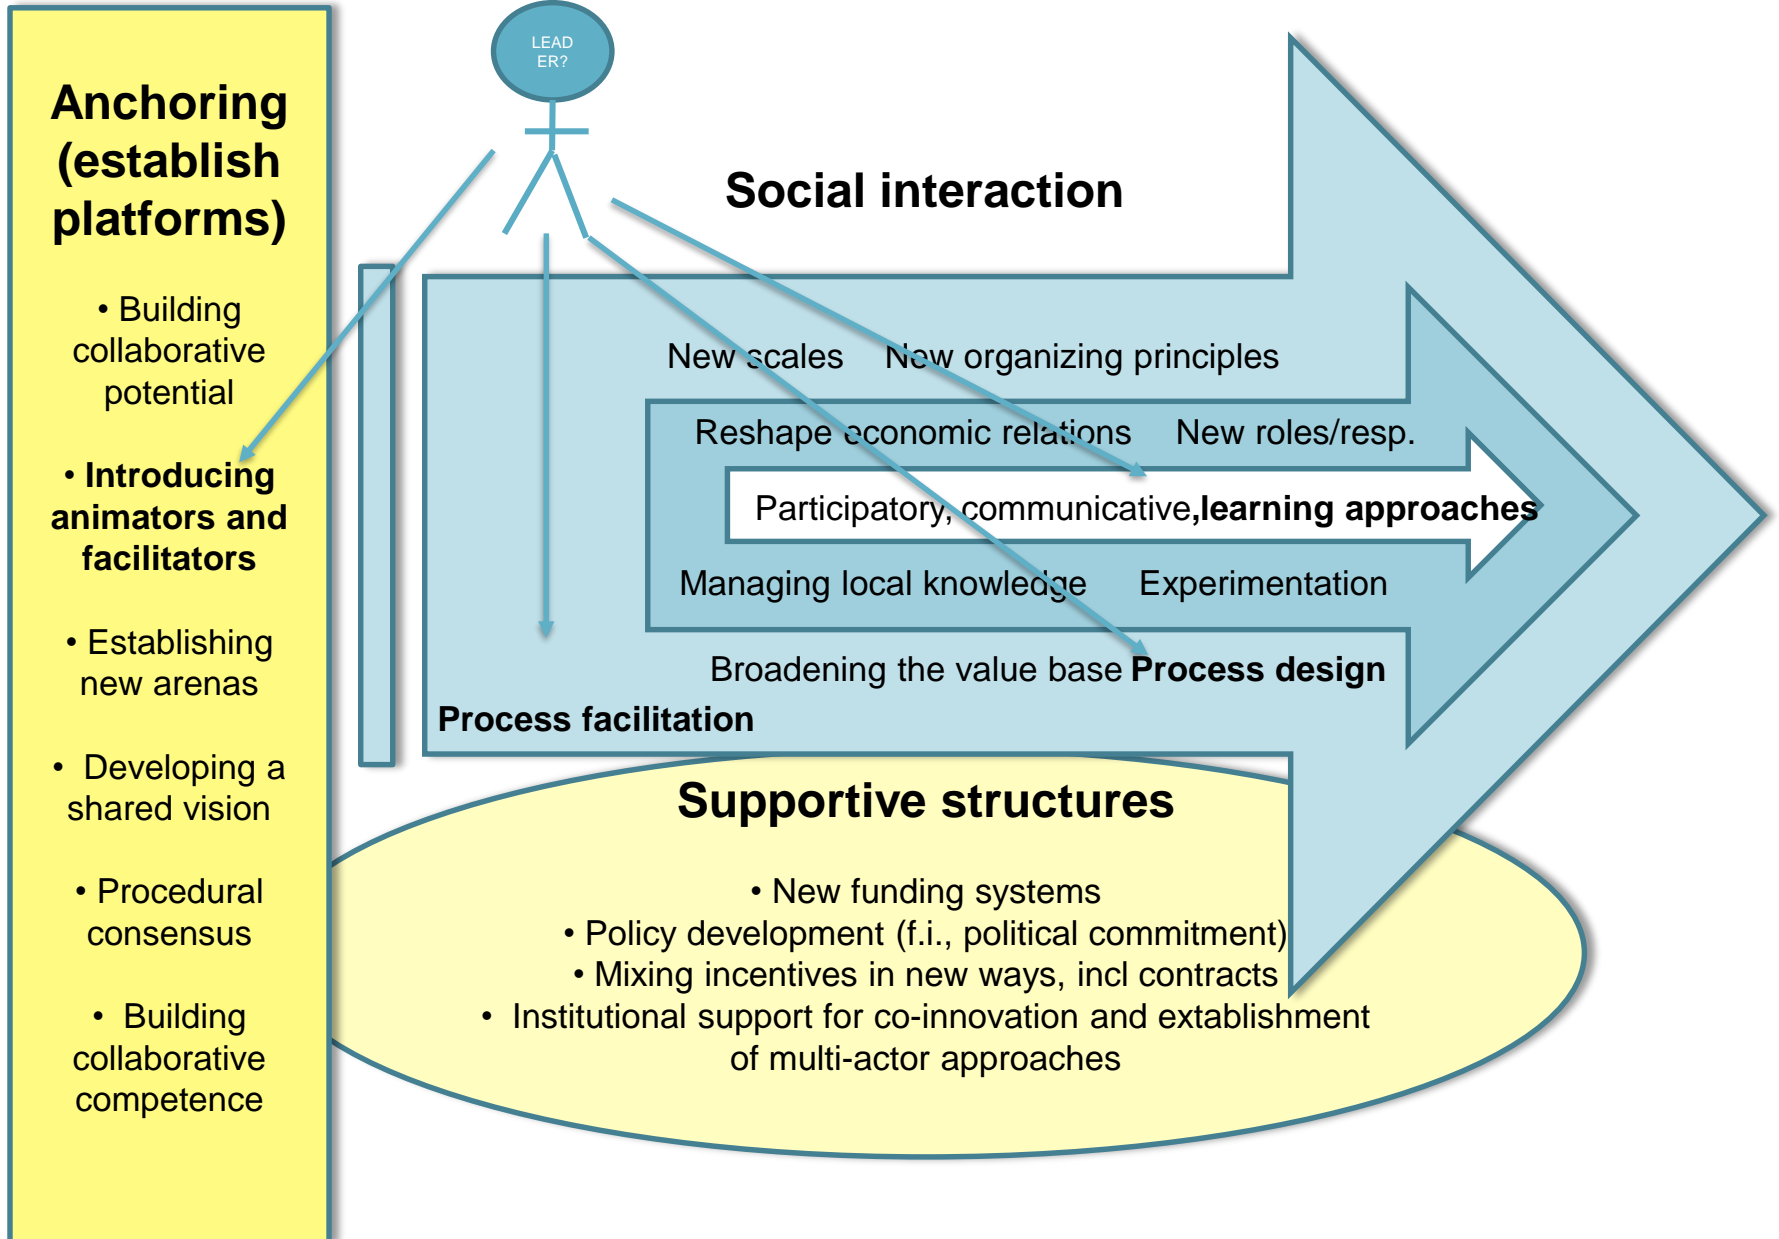 LEAD
ER?
Anchoring
(establish
platforms)
• Building
collaborative
potential
• Introducing
animators and
facilitators
• Establishing
new arenas
• Developing a
shared vision
• Procedural
consensus
• Building
collaborative
competence
Social interaction
New scales New organizing principles
Reshape economic relations New roles/resp.
Participatory, communicative,learning approaches
Managing local knowledge Experimentation
Broadening the value base Process design
Process facilitation
Supportive structures
• New funding systems
• Policy development (f.i., political commitment)
• Mixing incentives in new ways, incl contracts
• Institutional support for co-innovation and extablishment
of multi-actor approaches